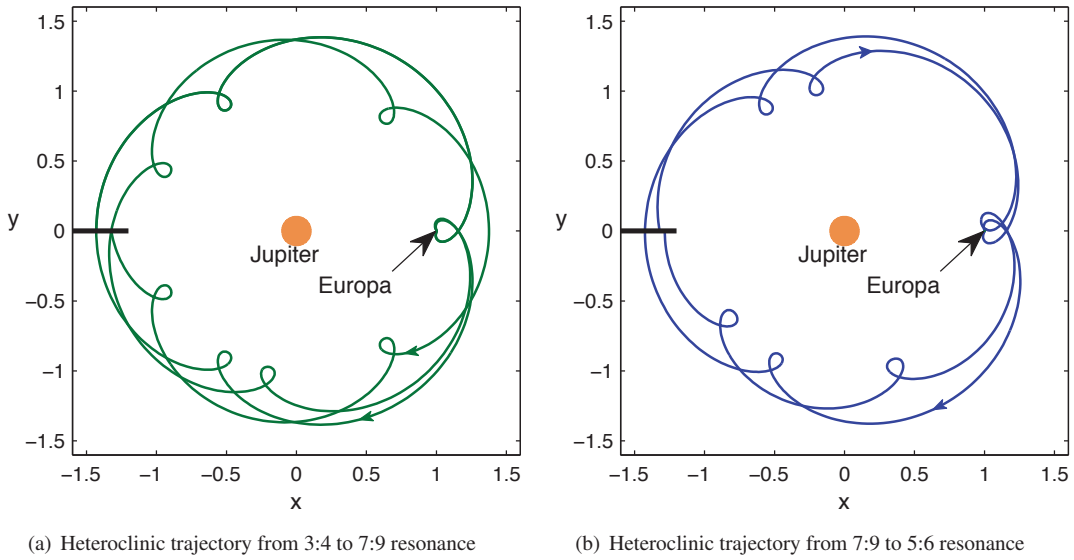 1.5
1
0.5
0
−0.5
−1
−1.5
y
−1.5 −1 −0.5 0 0.5 1 1.5
x
Jupiter
Europa
(a) Heteroclinic trajectory from 3:4 to 7:9 resonance
1.5
1
0.5
0
−0.5
−1
−1.5
y
−1.5 −1 −0.5 0 0.5 1 1.5
x
Jupiter
Europa
(b) Heteroclinic trajectory from 7:9 to 5:6 resonance